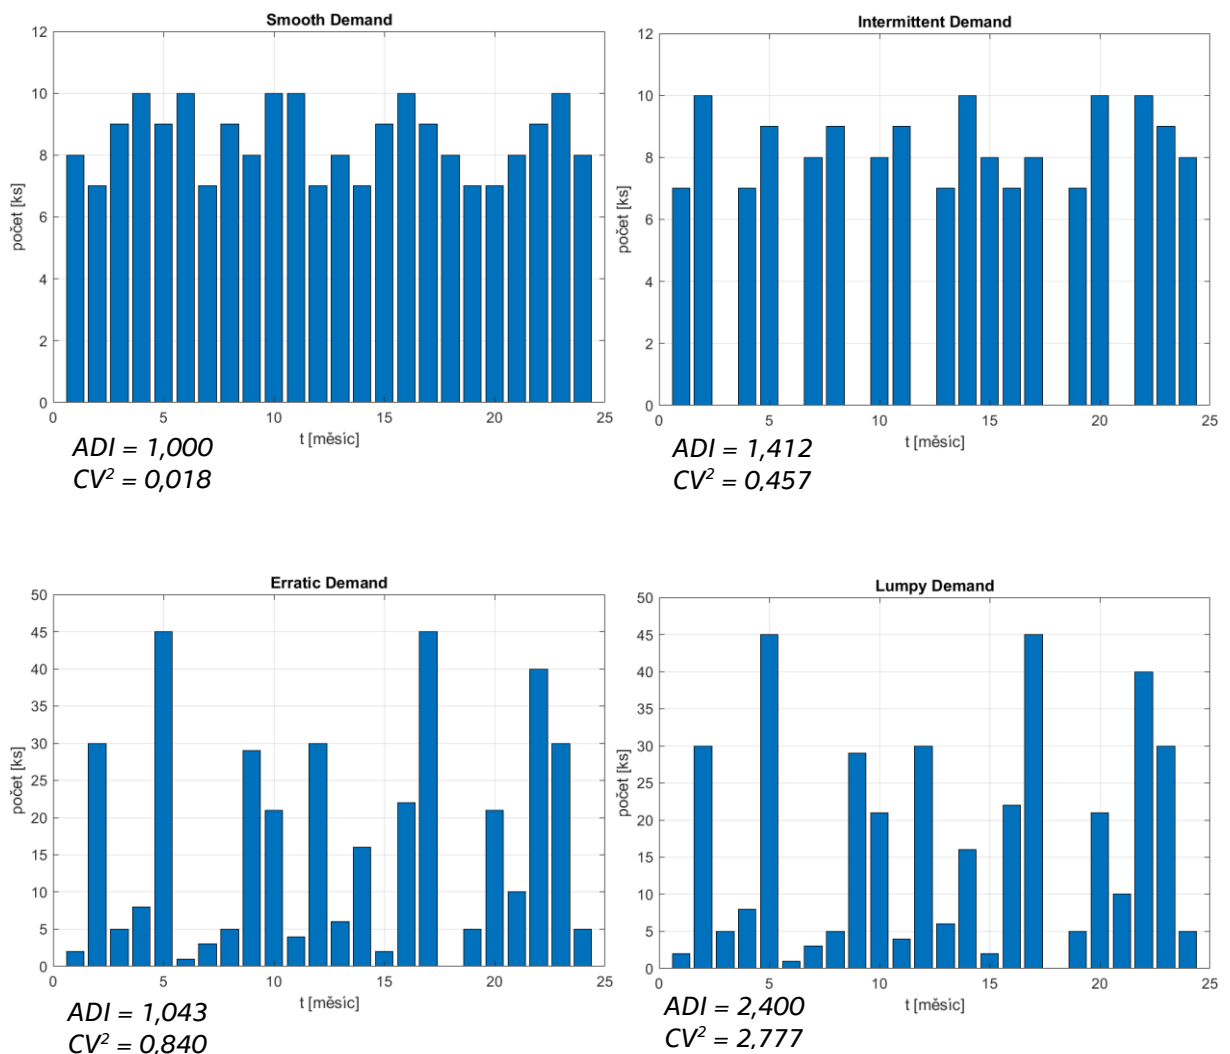 Smooth Demand
12
10
8
6
4
2
0
počet [ks]
0 5 10 15 20 25
t [měsíc]
ADI = 1,000
CV² = 0,018
Intermittent Demand
12
10
8
6
4
2
0
počet [ks]
0 5 10 15 20 25
t [měsíc]
ADI = 1,412
CV² = 0,457
Erratic Demand
50
45
40
35
30
25
20
15
10
5
0
počet [ks]
0 5 10 15 20 25
t [měsíc]
ADI = 1,043
CV² = 0,840
Lumpy Demand
50
45
40
35
30
25
20
15
10
5
0
počet [ks]
0 5 10 15 20 25
t [měsíc]
ADI = 2,400
CV² = 2,777